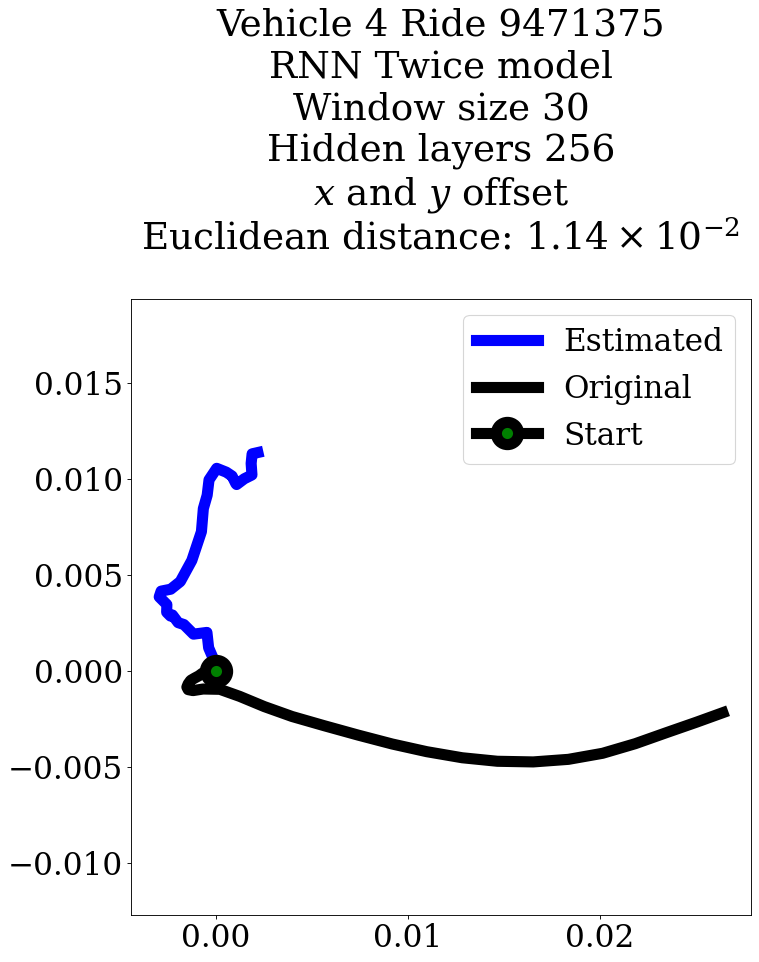 Vehicle 4 Ride 9471375
RNN Twice model
Window size 30
Hidden layers 256
x and y offset
Euclidean distance: 1.14 × 10⁻²
Estimated
Original
Start
0.015
0.010
0.005
0.000
−0.005
−0.010
0.00 0.01 0.02